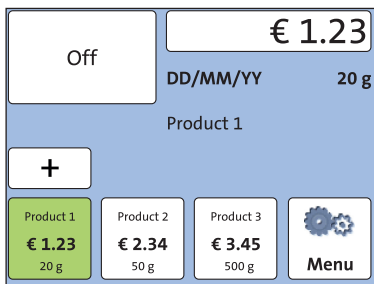 Off
€ 1.23
DD/MM/YY 20 g
Product 1
+
Product 1 Product 2 Product 3
€ 1.23 € 2.34 € 3.45 Menu
20 g 50 g 500 g